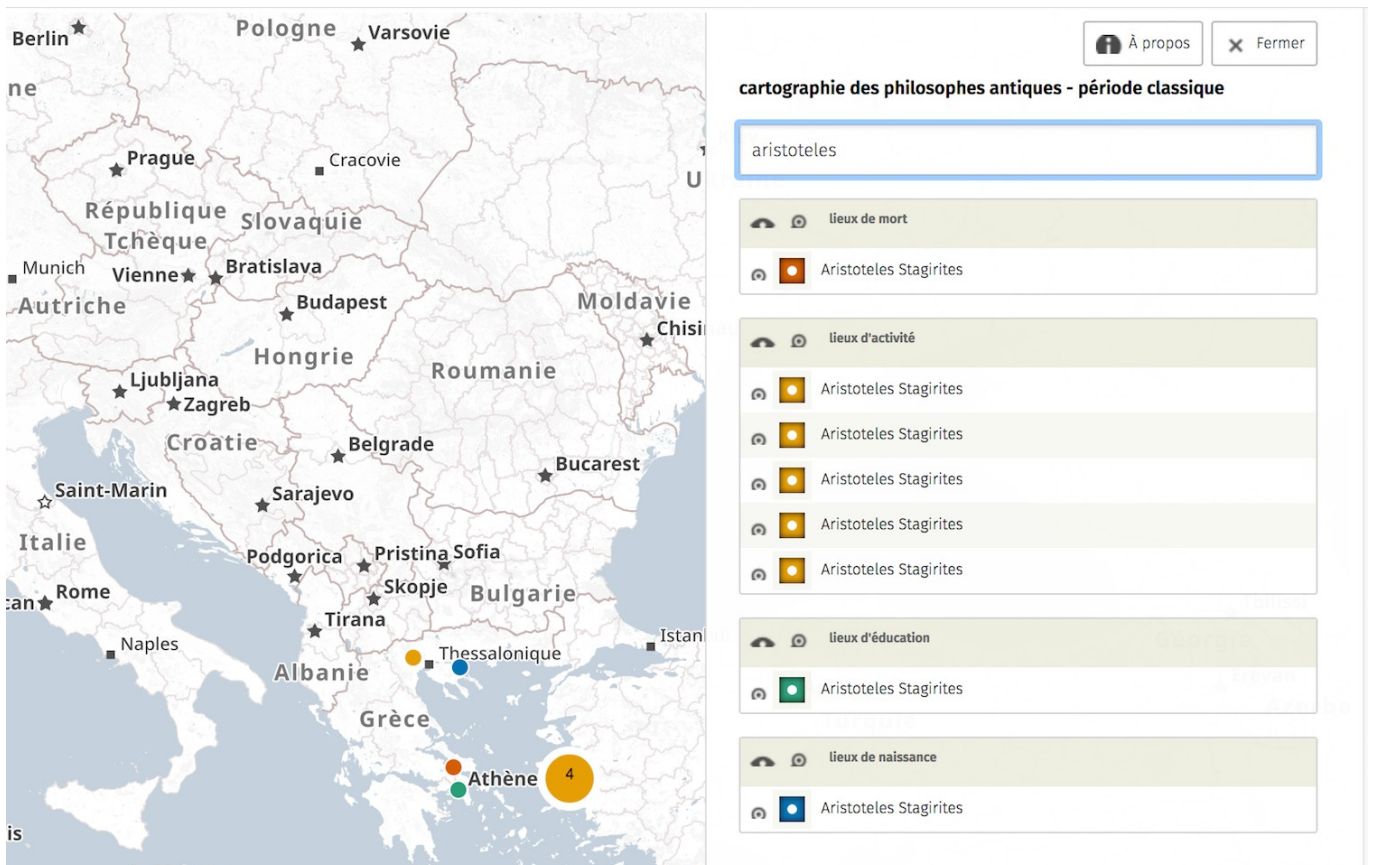 Berlin
Pologne
Varsovie
ne
Prague
Cracovie
U
République
Tchèque
Slovaquie
Munich
Vienne
Bratislava
Autriche
Budapest
Moldavie
Chisi
Hongrie
Roumanie
Ljubljana
Zagreb
Croatie
Belgrade
Bucarest
Saint-Marin
Sarajevo
Italie
Podgorica
Pristina
Sofia
Skopje
Bulgarie
can
Rome
Tirana
Naples
Istan
Thessalonique
Albanie
Grèce
Athène
4
is
À propos
Fermer
cartographie des philosophes antiques - période classique
aristoteles
lieux de mort
Aristoteles Stagirites
lieux d'activité
Aristoteles Stagirites
Aristoteles Stagirites
Aristoteles Stagirites
Aristoteles Stagirites
Aristoteles Stagirites
lieux d'éducation
Aristoteles Stagirites
lieux de naissance
Aristoteles Stagirites